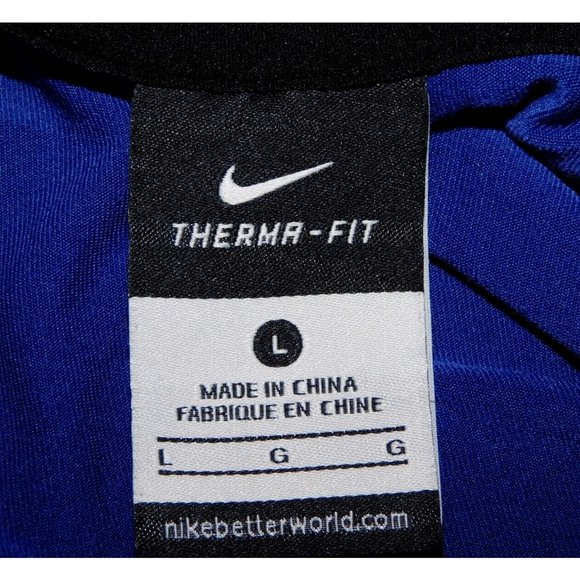 THERMA-FIT
L
MADE IN CHINA
FABRIQUE EN CHINE
L G G
nikebetterworld.com